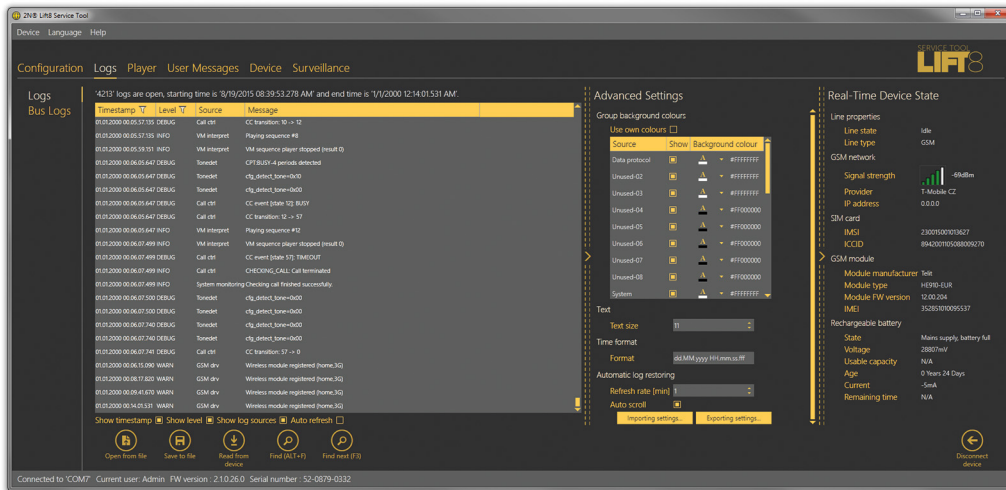 2N® Lift8 Service Tool
Device Language Help
SERVICE TOOL
LIFT8
Configuration Logs Player User Messages Device Surveillance
Logs
Bus Logs
'4213' logs are open, starting time is '8/19/2015 08:39:53.278 AM' and end time is '1/1/2000 12:14:01.531 AM'.
Timestamp Level Source Message
01.01.2000 00.05.57.135 DEBUG Call ctrl CC transition: 10 -> 12
01.01.2000 00.05.57.135 INFO VM interpret Playing sequence #8
01.01.2000 00.05.59.151 INFO VM interpret VM sequence player stopped (result 0)
01.01.2000 00.06.05.647 DEBUG Tonedet CPT:BUSY-4 periods detected
01.01.2000 00.06.05.647 DEBUG Tonedet cfg_detect_tone=0x10
01.01.2000 00.06.05.647 DEBUG Tonedet cfg_detect_tone=0x00
01.01.2000 00.06.05.647 DEBUG Call ctrl CC event [state 12]: BUSY
01.01.2000 00.06.05.647 DEBUG Call ctrl CC transition: 12 -> 57
01.01.2000 00.06.05.647 INFO VM interpret Playing sequence #12
01.01.2000 00.06.07.499 INFO VM interpret VM sequence player stopped (result 0)
01.01.2000 00.06.07.499 DEBUG Call ctrl CC event [state 57]: TIMEOUT
01.01.2000 00.06.07.499 INFO Call ctrl CHECKING_CALL: Call terminated
01.01.2000 00.06.07.499 INFO System monitoring Checking call finished successfully.
01.01.2000 00.06.07.500 DEBUG Tonedet cfg_detect_tone=0x00
01.01.2000 00.06.07.500 DEBUG Tonedet cfg_detect_tone=0x00
01.01.2000 00.06.07.740 DEBUG Tonedet cfg_detect_tone=0x00
01.01.2000 00.06.07.740 DEBUG Tonedet cfg_detect_tone=0x00
01.01.2000 00.06.07.741 DEBUG Call ctrl CC transition: 57 -> 0
01.01.2000 00.06.15.090 WARN GSM drv Wireless module registered (home,3G)
01.01.2000 00.08.17.820 WARN GSM drv Wireless module registered (home,3G)
01.01.2000 00.09.41.670 WARN GSM drv Wireless module registered (home,3G)
01.01.2000 00.14.01.531 WARN GSM drv Wireless module registered (home,3G)
Show timestamp Show level Show log sources Auto refresh
Open from file Save to file Read from device Find (ALT+F) Find next (F3)
Advanced Settings
Group background colours
Use own colours
Source Show Background colour
Data protocol A #FFFFFFFF
Unused-02 A #FFFFFFFF
Unused-03 A #FFFFFFFF
Unused-04 A #FF000000
Unused-05 A #FF000000
Unused-06 A #FF000000
Unused-07 A #FF000000
Unused-08 A #FF000000
System A #FFFFFFFF
Text
Text size 11
Time format
Format dd.MM.yyyy HH.mm.ss.fff
Automatic log restoring
Refresh rate [min] 1
Auto scroll
Importing settings... Exporting settings...
Real-Time Device State
Line properties
Line state Idle
Line type GSM
GSM network
Signal strength -69dBm
Provider T-Mobile CZ
IP address 0.0.0.0
SIM card
IMSI 230015001013627
ICCID 8942001105088009270
GSM module
Module manufacturer Telit
Module type HE910-EUR
Module FW version 12.00.204
IMEI 352851010095537
Rechargeable battery
State Mains supply, battery full
Voltage 28807mV
Usable capacity N/A
Age 0 Years 24 Days
Current -5mA
Remaining time N/A
Disconnect device
Connected to 'COM7' Current user: Admin FW version : 2.1.0.26.0 Serial number : 52-0879-0332